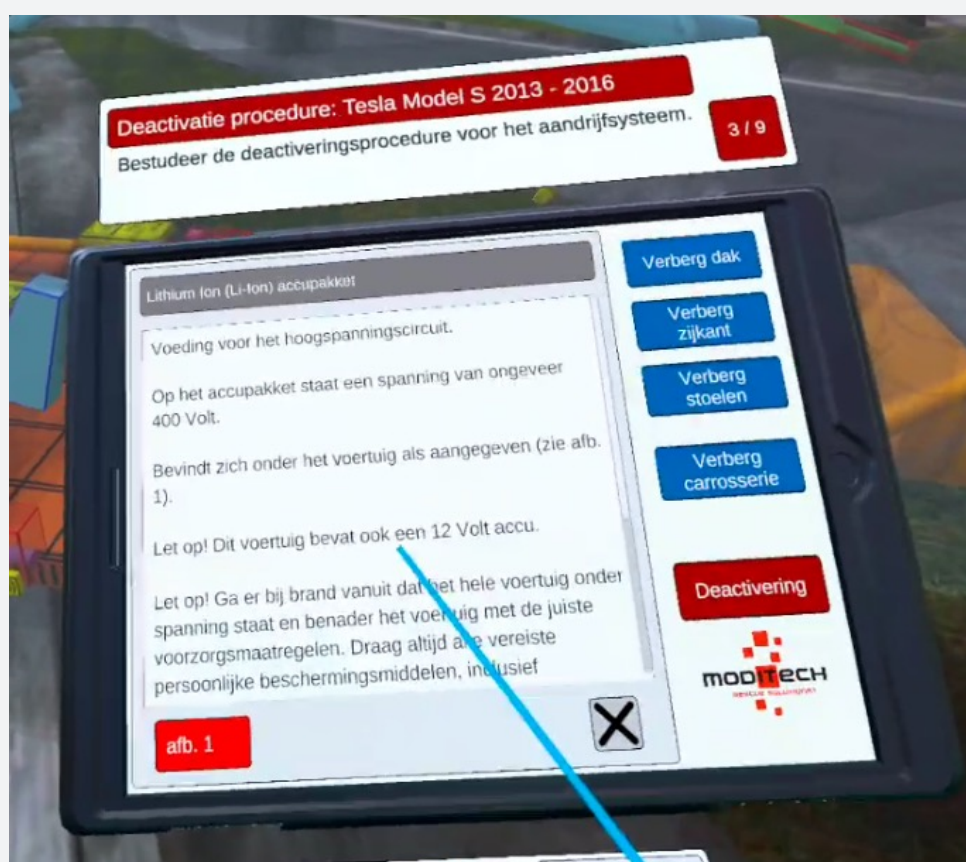 Deactivatie procedure: Tesla Model S 2013 - 2016
Bestudeer de deactiveringsprocedure voor het aandrijfsysteem.
3 / 9
Lithium Ion (Li-Ion) accupakket
Voeding voor het hoogspanningscircuit.
Op het accupakket staat een spanning van ongeveer
400 Volt.
Bevindt zich onder het voertuig als aangegeven (zie afb.
1).
Let op! Dit voertuig bevat ook een 12 Volt accu.
Let op! Ga er bij brand vanuit dat het hele voertuig onder
spanning staat en benader het voertuig met de juiste
voorzorgsmaatregelen. Draag altijd alle vereiste
persoonlijke beschermingsmiddelen, inclusief
afb. 1
Verberg dak
Verberg
zijkant
Verberg
stoelen
Verberg
carrosserie
Deactivering
MODITECH
RESCUE SOLUTIONS